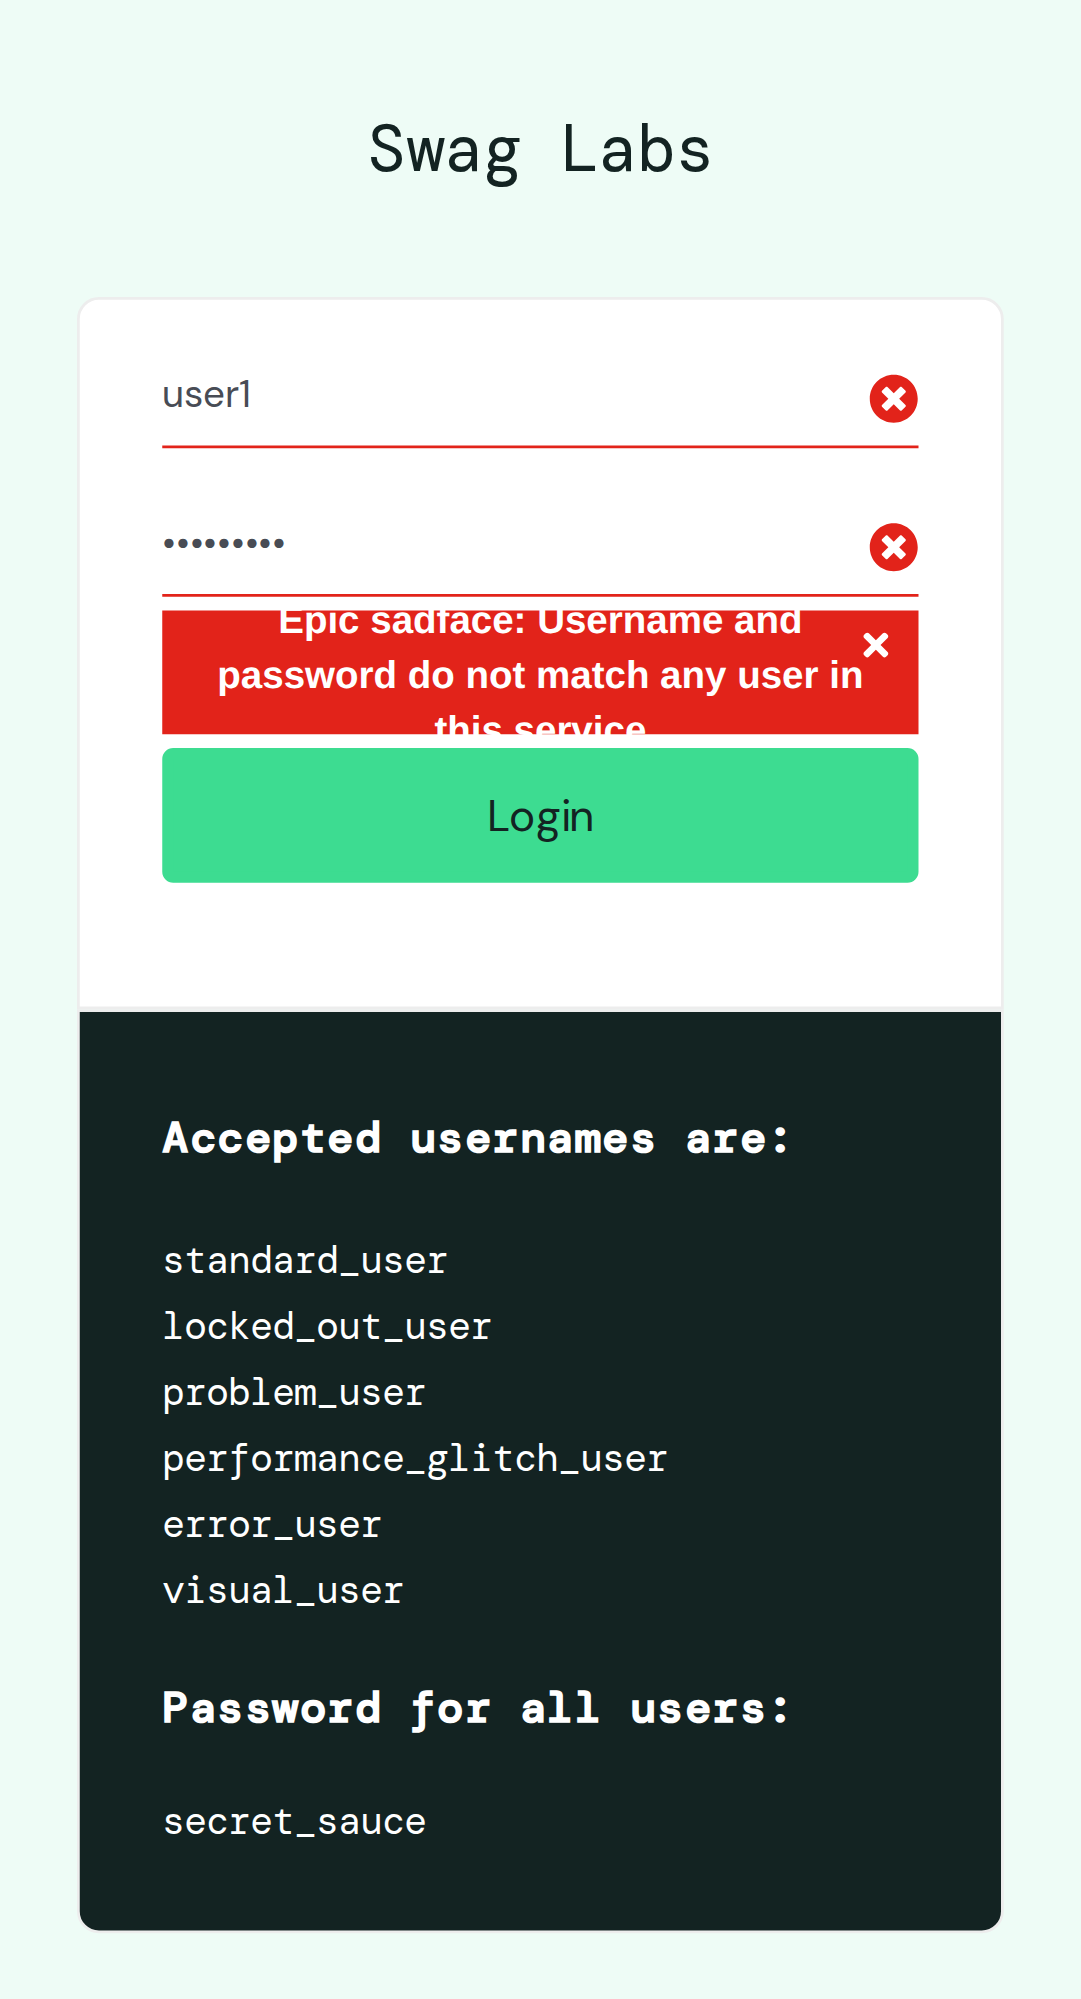 Swag Labs
user1
•••••••••
Epic sadface: Username and
password do not match any user in
this service
Login
Accepted usernames are:
standard_user
locked_out_user
problem_user
performance_glitch_user
error_user
visual_user
Password for all users:
secret_sauce